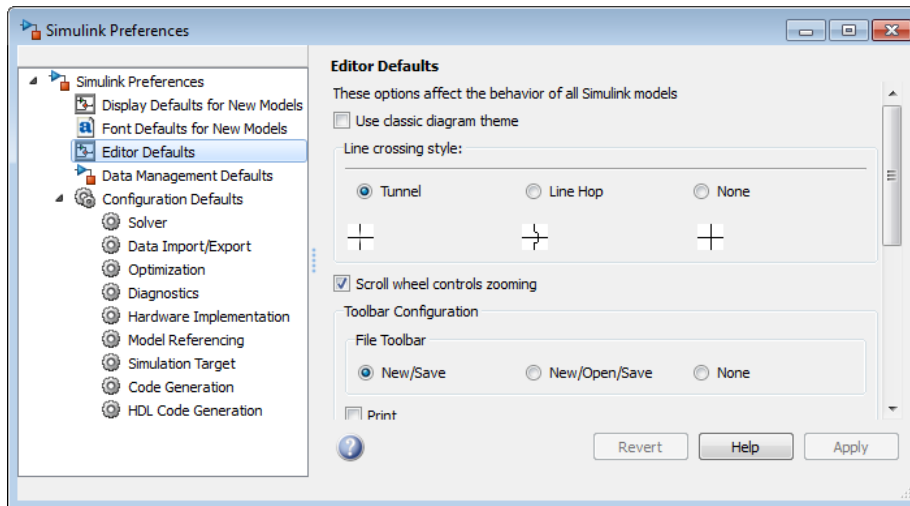 Simulink Preferences
Simulink Preferences
Display Defaults for New Models
Font Defaults for New Models
Editor Defaults
Data Management Defaults
Configuration Defaults
Solver
Data Import/Export
Optimization
Diagnostics
Hardware Implementation
Model Referencing
Simulation Target
Code Generation
HDL Code Generation
Editor Defaults
These options affect the behavior of all Simulink models
Use classic diagram theme
Line crossing style:
Tunnel Line Hop None
Scroll wheel controls zooming
Toolbar Configuration
File Toolbar
New/Save New/Open/Save None
Print
Revert Help Apply